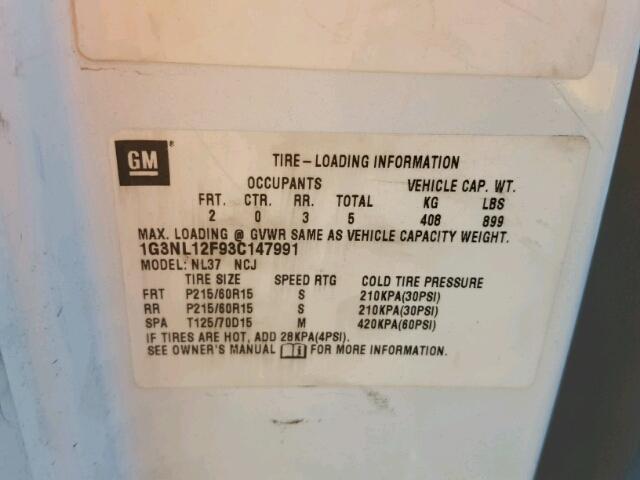 GM ®
TIRE-LOADING INFORMATION
OCCUPANTS VEHICLE CAP. WT.
FRT. CTR. RR. TOTAL KG LBS
2 0 3 5 408 899
MAX. LOADING @ GVWR SAME AS VEHICLE CAPACITY WEIGHT.
1G3NL12F93C147991
MODEL: NL37 NCJ
TIRE SIZE SPEED RTG COLD TIRE PRESSURE
FRT P215/60R15 S 210KPA(30PSI)
RR P215/60R15 S 210KPA(30PSI)
SPA T125/70D15 M 420KPA(60PSI)
IF TIRES ARE HOT, ADD 28KPA(4PSI).
SEE OWNER'S MANUAL FOR MORE INFORMATION.